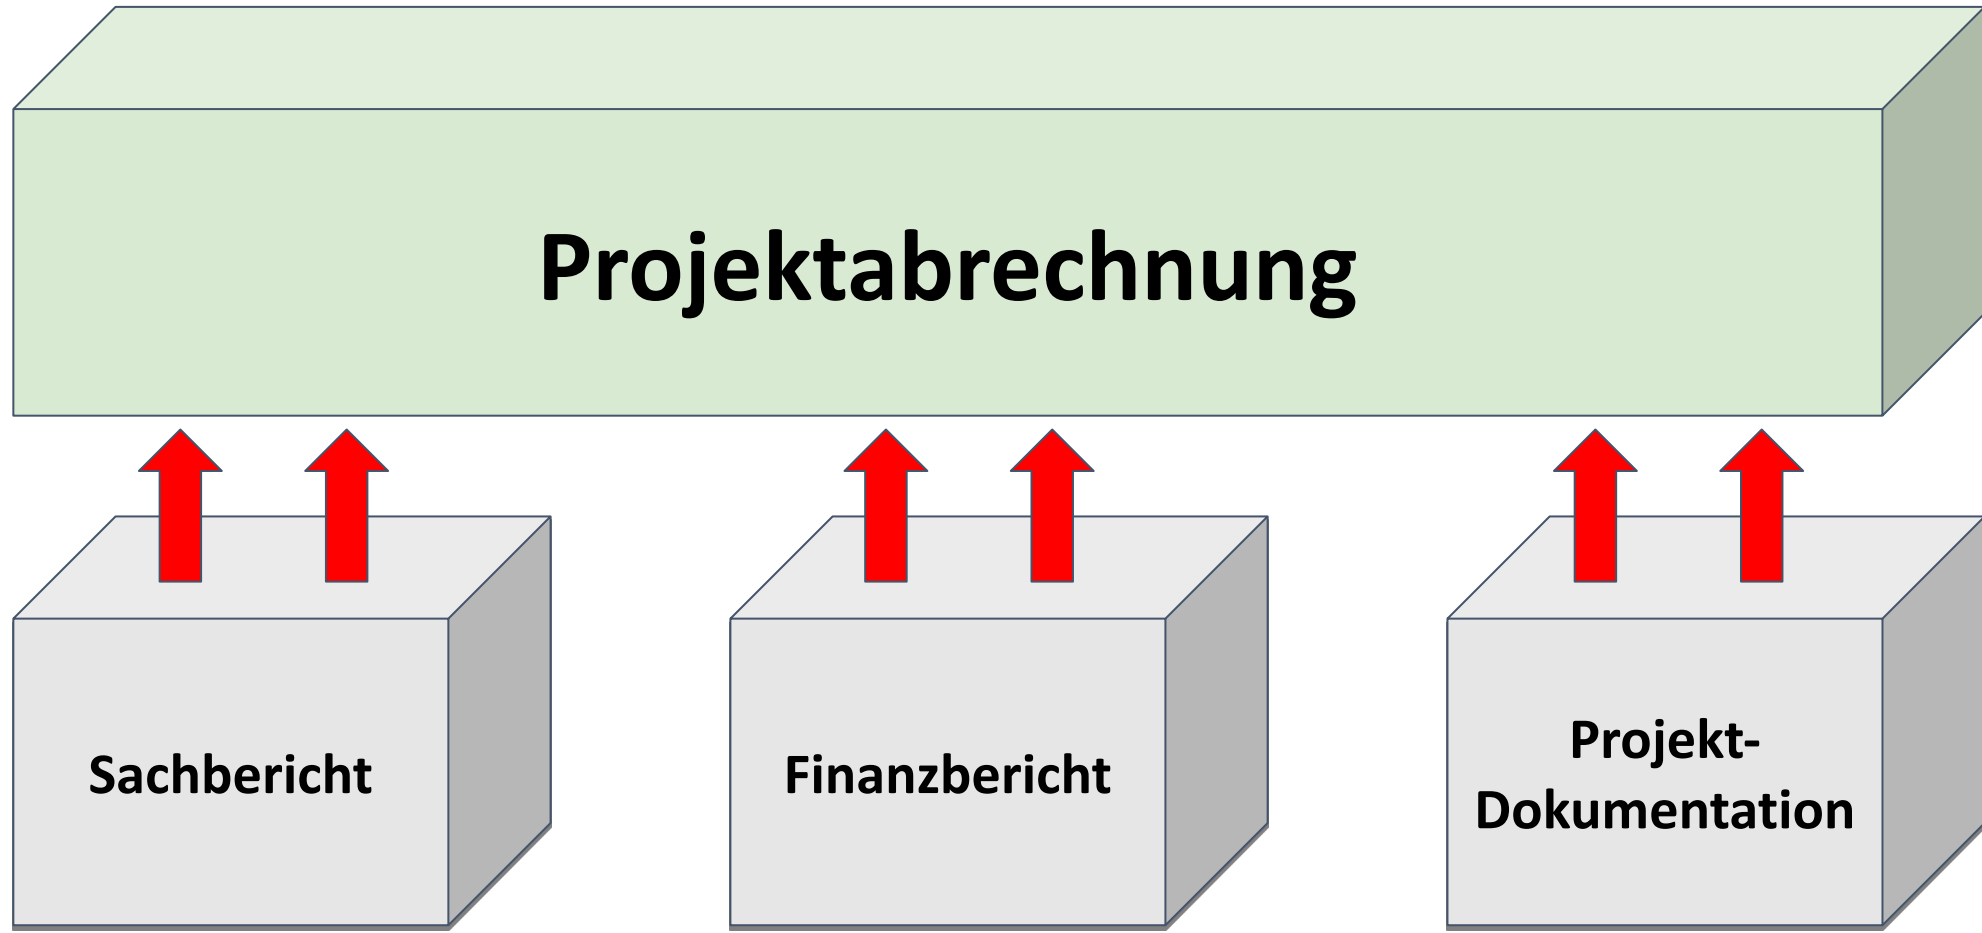 Projektabrechnung
Sachbericht
Finanzbericht
Projekt-
Dokumentation